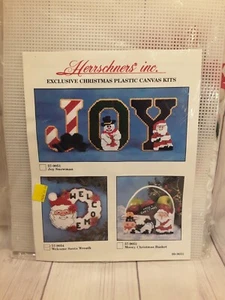 Herrschners inc.
EXCLUSIVE CHRISTMAS PLASTIC CANVAS KITS
JOY
Joy Snowman
WELCOME
Welcome Santa Wreath
Merry Christmas Basket